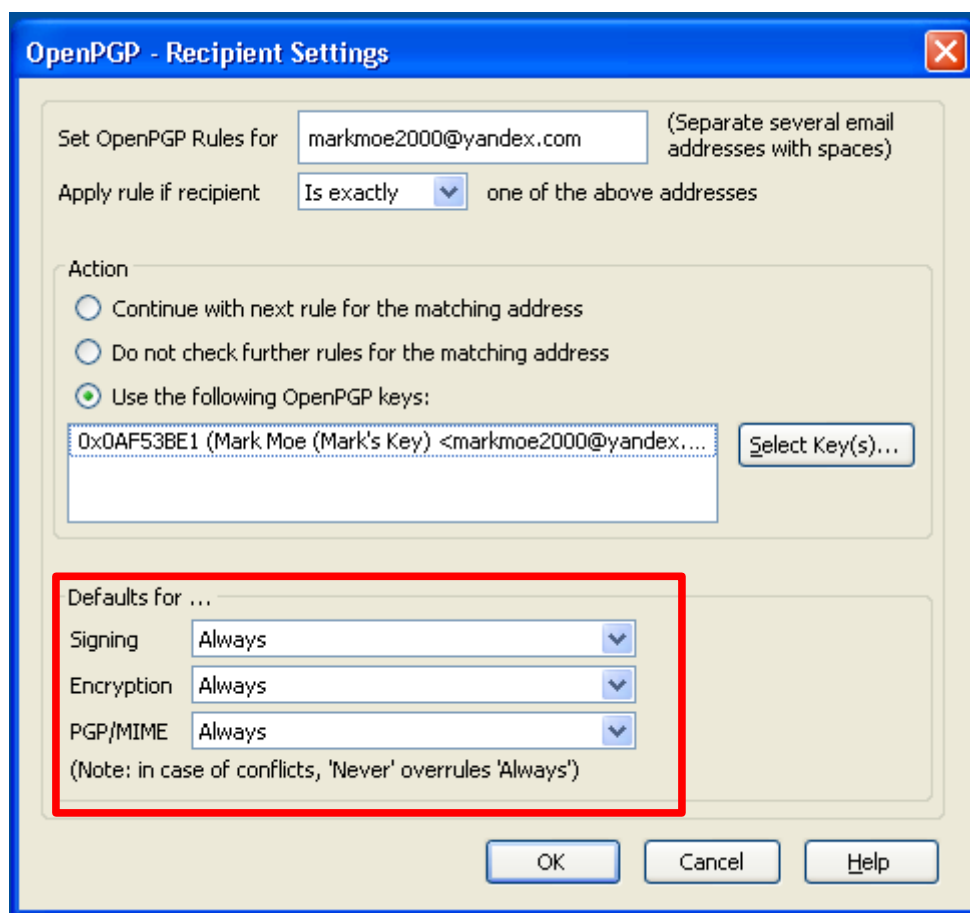 OpenPGP - Recipient Settings
Set OpenPGP Rules for markmoe2000@yandex.com (Separate several email
addresses with spaces)
Apply rule if recipient Is exactly one of the above addresses
Action
Continue with next rule for the matching address
Do not check further rules for the matching address
Use the following OpenPGP keys:
0x0AF53BE1 (Mark Moe (Mark's Key) <markmoe2000@yandex.... Select Key(s)...
Defaults for ...
Signing Always
Encryption Always
PGP/MIME Always
(Note: in case of conflicts, 'Never' overrules 'Always')
OK Cancel Help